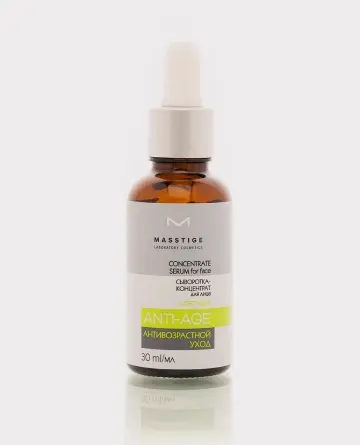 MASSTIGE
LABORATORY COSMETICS
CONCENTRATE
SERUM for face
СЫВОРОТКА-
КОНЦЕНТРАТ
ДЛЯ ЛИЦА
ANTI-AGE
АНТИВОЗРАСТНОЙ
УХОД
30 ml/мл